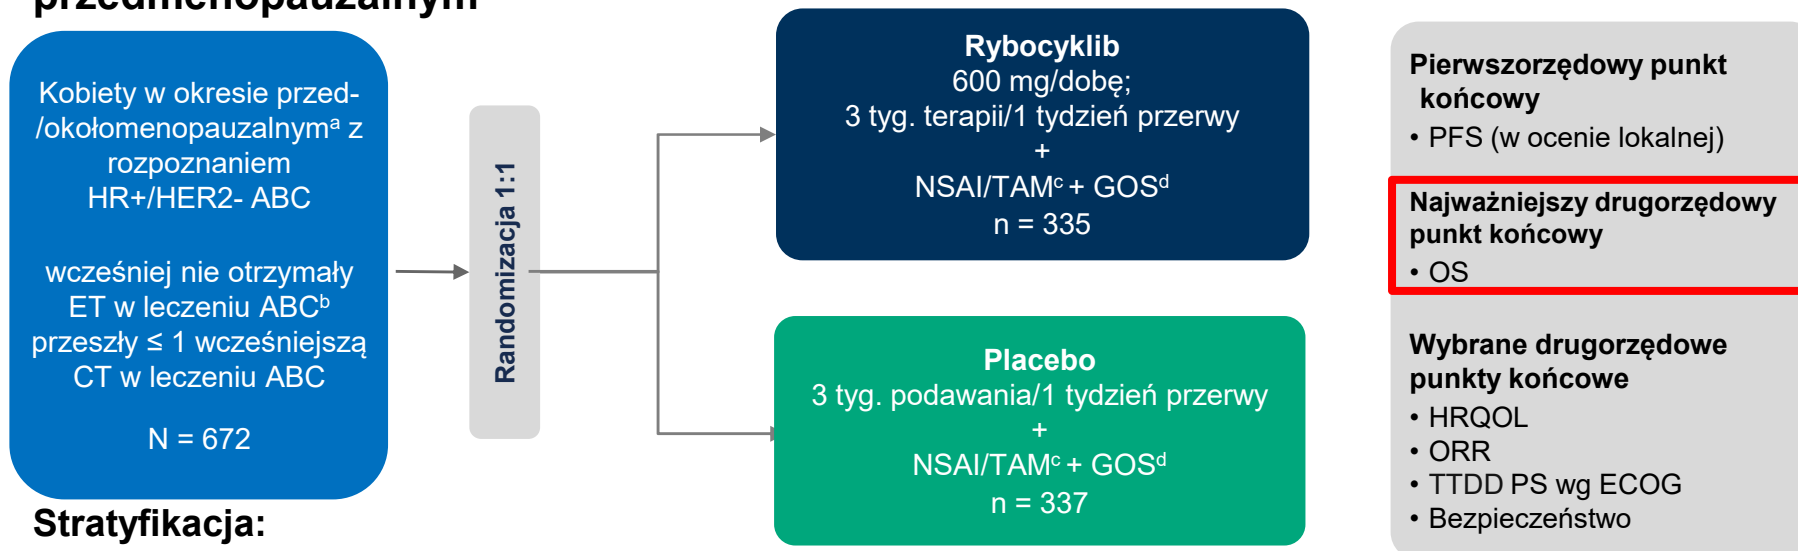 przedmenopauzalnym
Kobiety w okresie przed-
/okołomenopauzalnymᵃ z
rozpoznaniem
HR+/HER2- ABC
wcześniej nie otrzymały
ET w leczeniu ABCᵇ
przeszły ≤ 1 wcześniejszą
CT w leczeniu ABC
N = 672
Stratyfikacja:
Randomizacja 1:1
Rybocyklib
600 mg/dobę;
3 tyg. terapii/1 tydzień przerwy
+
NSAI/TAMᶜ + GOSᵈ
n = 335
Placebo
3 tyg. podawania/1 tydzień przerwy
+
NSAI/TAMᶜ + GOSᵈ
n = 337
Pierwszorzędowy punkt
końcowy
• PFS (w ocenie lokalnej)
Najważniejszy drugorzędowy
punkt końcowy
• OS
Wybrane drugorzędowe
punkty końcowe
• HRQOL
• ORR
• TTDD PS wg ECOG
• Bezpieczeństwo